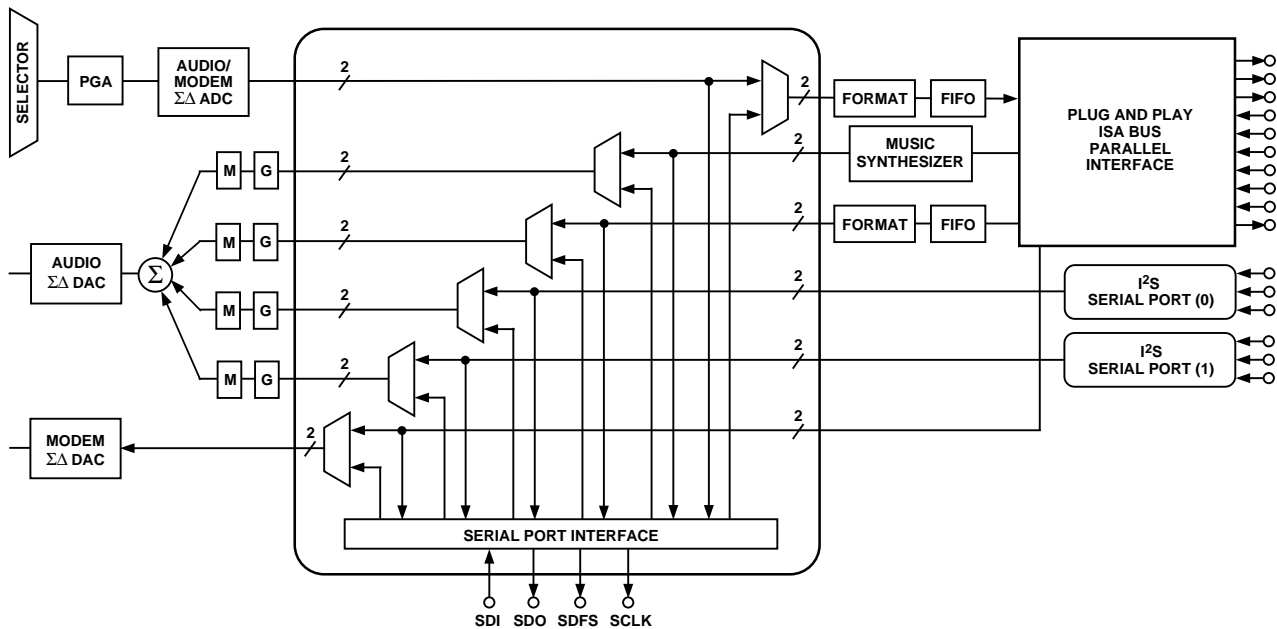 SELECTOR
PGA
AUDIO/
MODEM
ΣΔ ADC
2
2
FORMAT
FIFO
PLUG AND PLAY
ISA BUS
PARALLEL
INTERFACE
M
G
2
2
MUSIC
SYNTHESIZER
M
G
2
2
FORMAT
FIFO
AUDIO
ΣΔ DAC
Σ
M
G
2
2
I²S
SERIAL PORT (0)
M
G
2
2
I²S
SERIAL PORT (1)
MODEM
ΣΔ DAC
2
2
SERIAL PORT INTERFACE
SDI
SDO
SDFS
SCLK